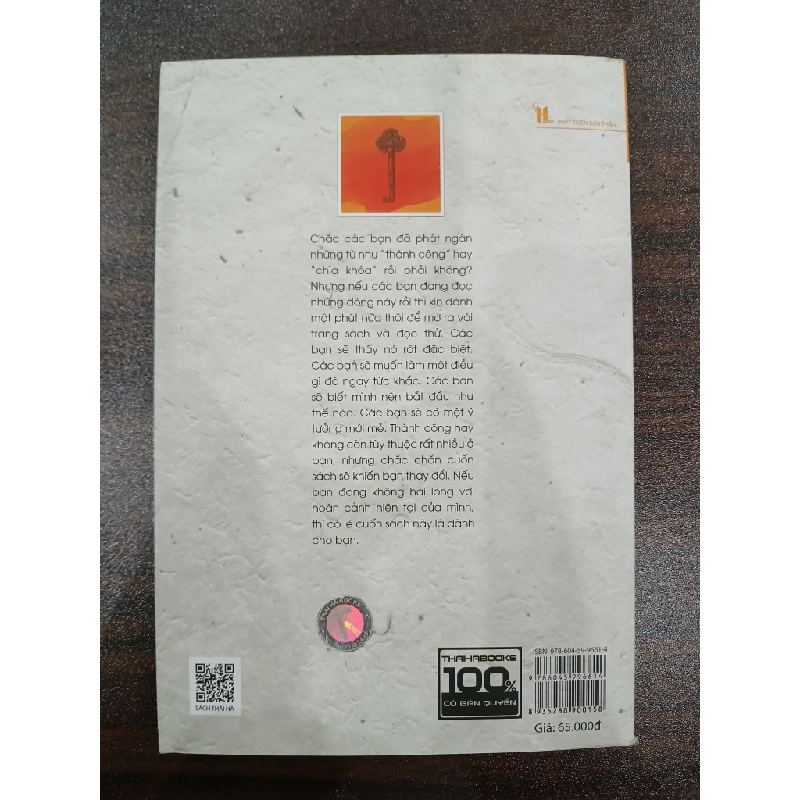 PHÁT TRIỂN BẢN THÂN
Chắc các bạn đã phát ngán
những từ như "thành công" hay
"chìa khóa" rồi phải không?
Nhưng nếu các bạn đang đọc
những dòng này rồi thì xin dành
một phút nữa thôi để mở ra vài
trang sách và đọc thử. Các
bạn sẽ thấy nó rất đặc biệt.
Các bạn sẽ muốn làm một điều
gì đó ngay tức khắc. Các bạn
sẽ biết mình nên bắt đầu như
thế nào. Các bạn sẽ có một ý
tưởng mới mẻ. Thành công hay
không còn tùy thuộc rất nhiều ở
bạn, nhưng chắc chắn cuốn
sách sẽ khiến bạn thay đổi. Nếu
bạn đang không hài lòng với
hoàn cảnh hiện tại của mình,
thì có lẽ cuốn sách này là dành
cho bạn.
SÁCH THÁI HÀ
THAIHABOOKS
100%
CÓ BẢN QUYỀN
8 935280 900158
Giá: 65.000đ